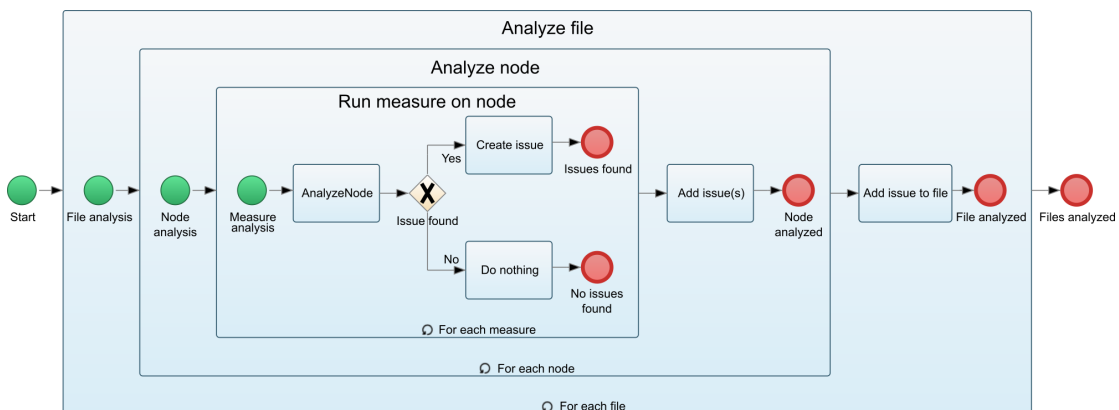 Analyze file
Analyze node
Run measure on node
Create issue
Yes
Issues found
AnalyzeNode
Add issue(s)
Add issue to file
Start
File analysis
Node
analysis
Measure
analysis
Issue found
Node
analyzed
File analyzed
Files analyzed
No
Do nothing
No issues
found
For each measure
For each node
For each file